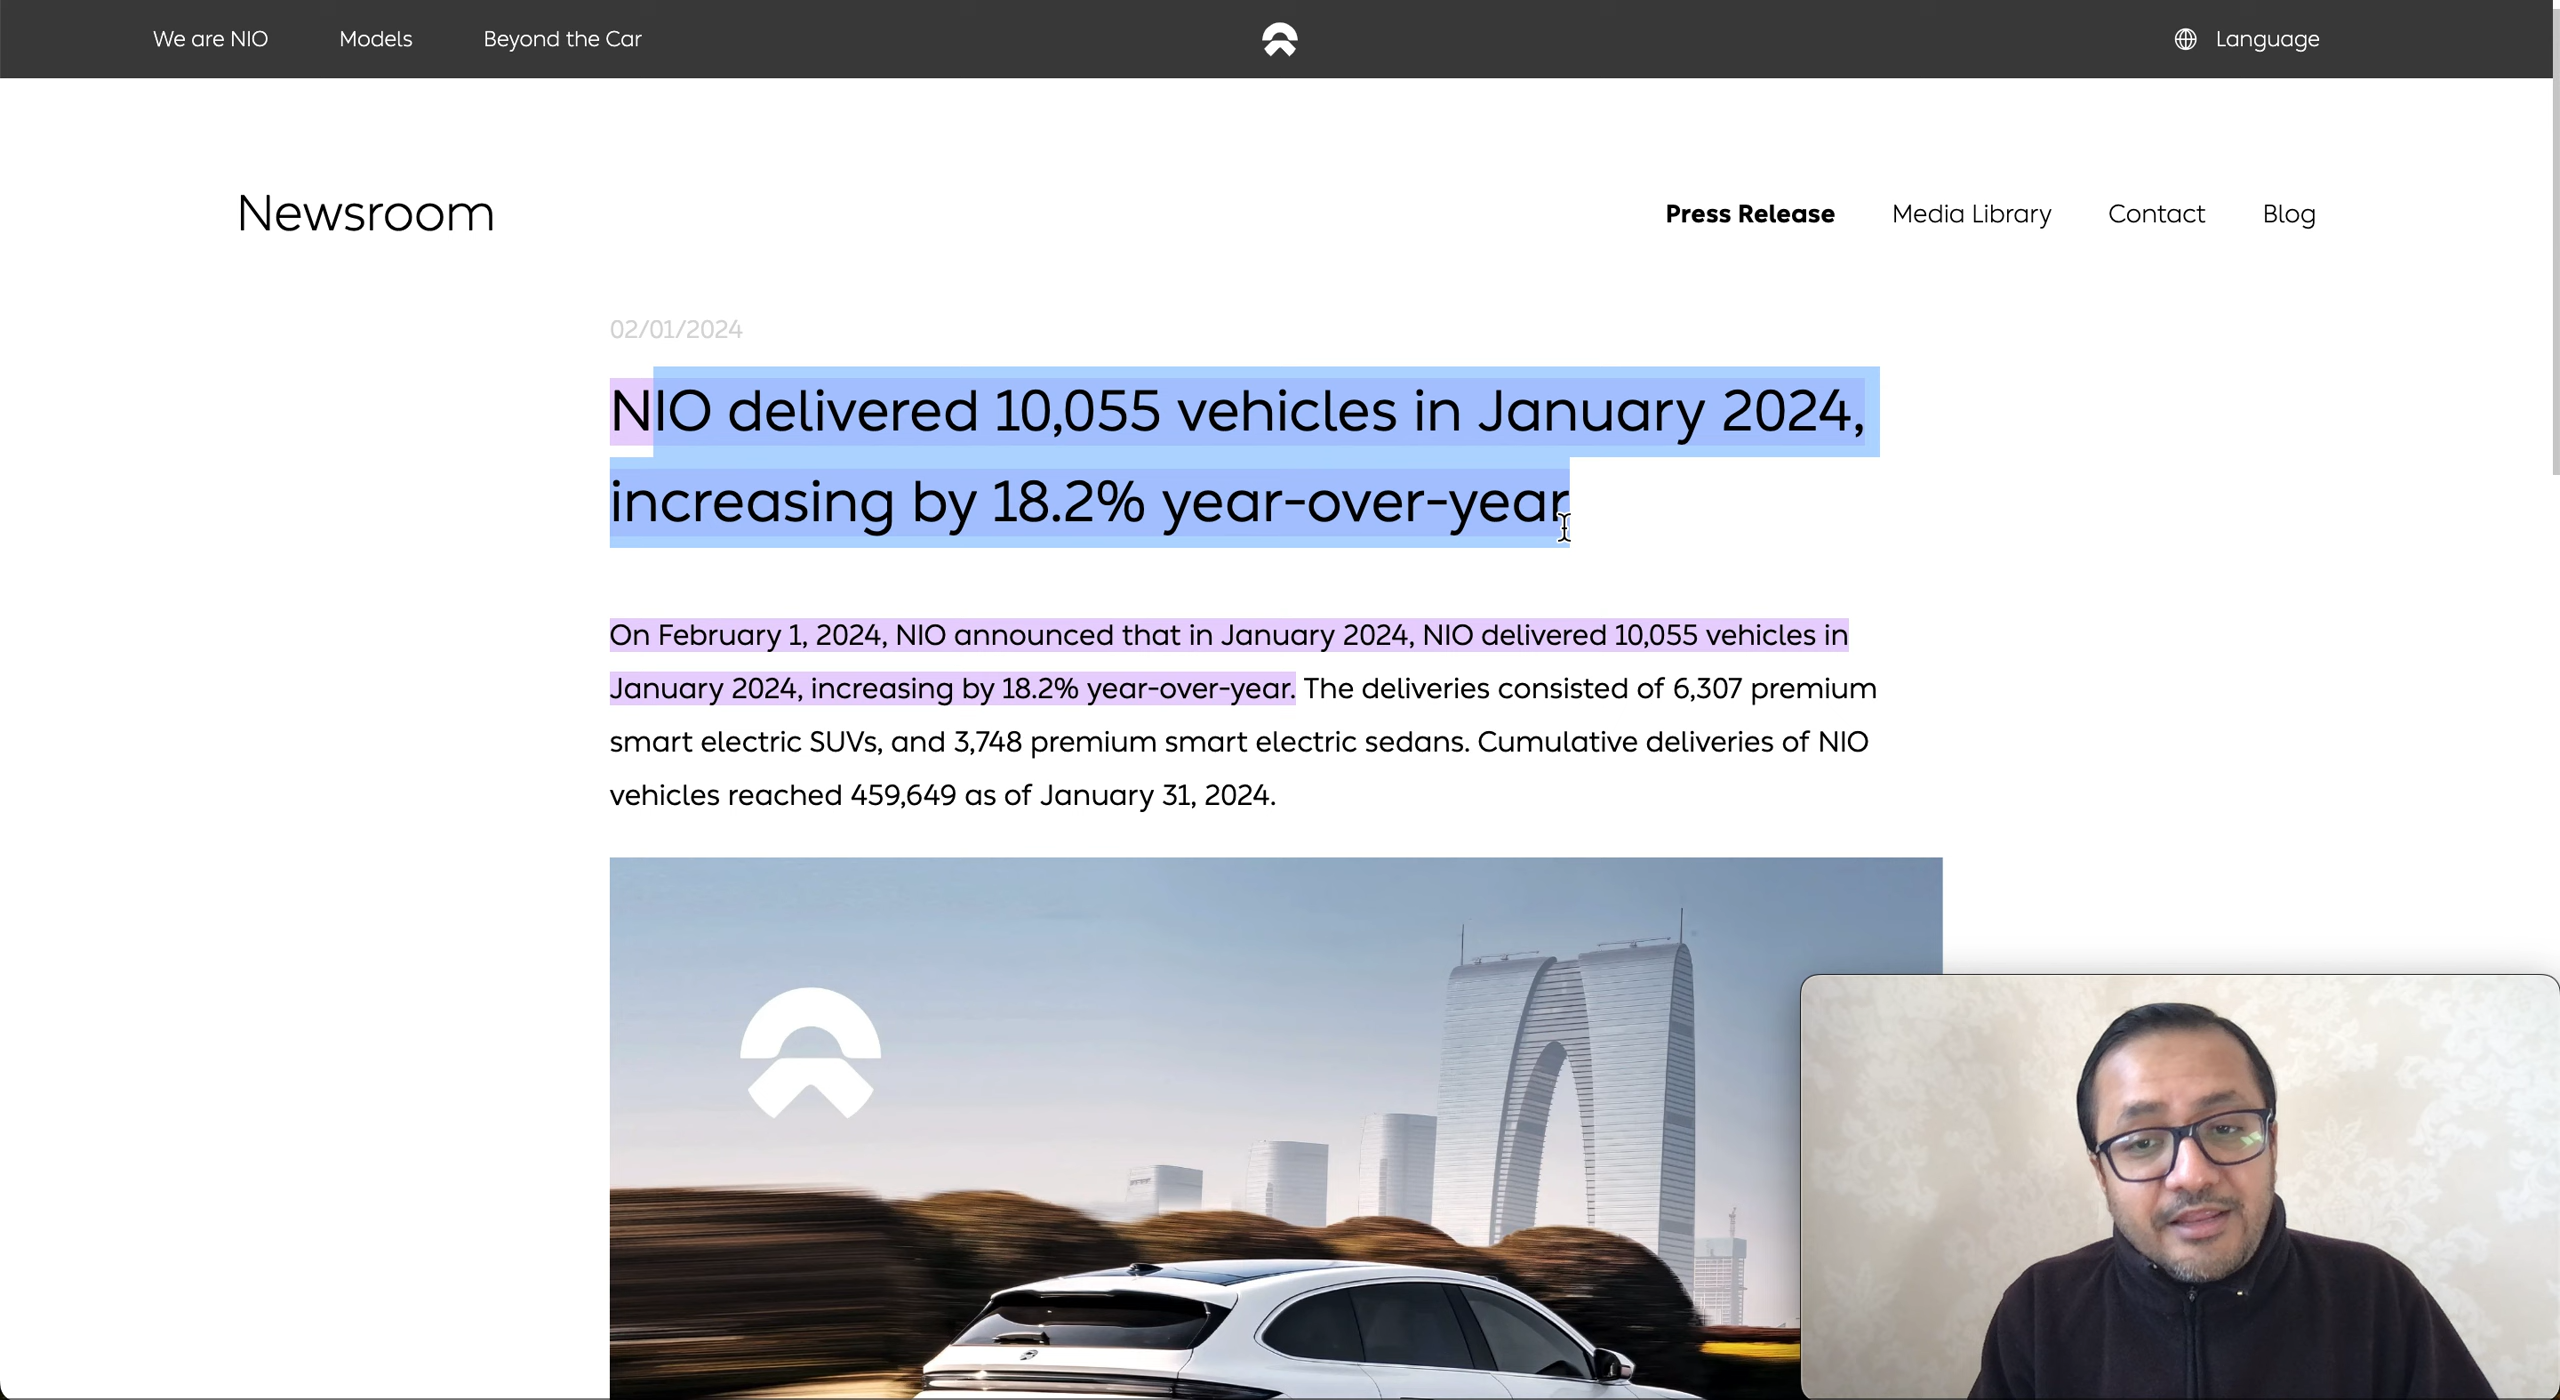 We are NIO
Models
Beyond the Car
Language
Newsroom
Press Release
Media Library
Contact
Blog
02/01/2024
NIO delivered 10,055 vehicles in January 2024,
increasing by 18.2% year-over-year
On February 1, 2024, NIO announced that in January 2024, NIO delivered 10,055 vehicles in
January 2024, increasing by 18.2% year-over-year. The deliveries consisted of 6,307 premium
smart electric SUVs, and 3,748 premium smart electric sedans. Cumulative deliveries of NIO
vehicles reached 459,649 as of January 31, 2024.